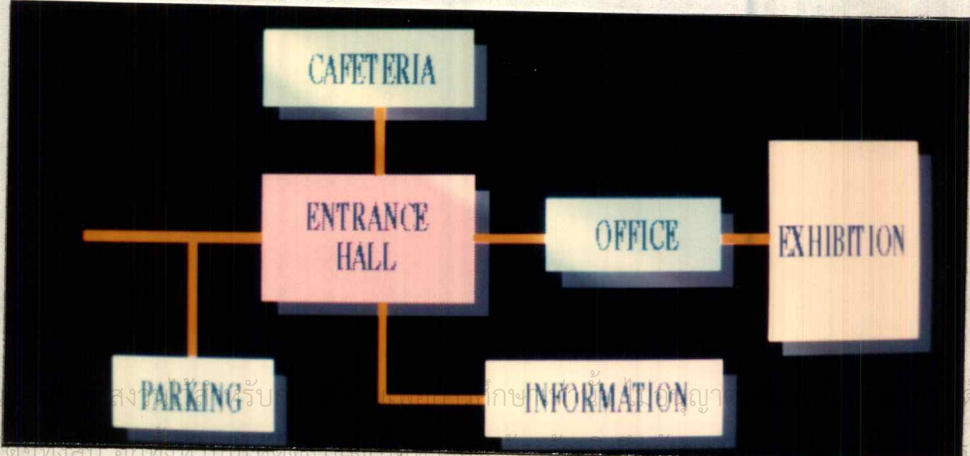 CAFETERIA
ENTRANCE
HALL
OFFICE
EXHIBITION
PARKING
INFORMATION